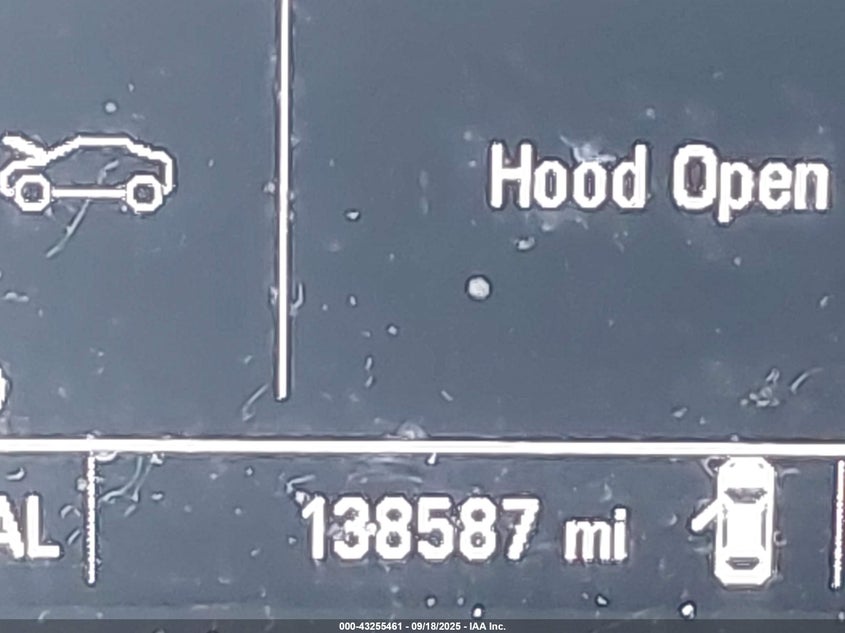 Hood Open
AL
138587 mi
000-43255461 - 09/18/2025 - IAA Inc.